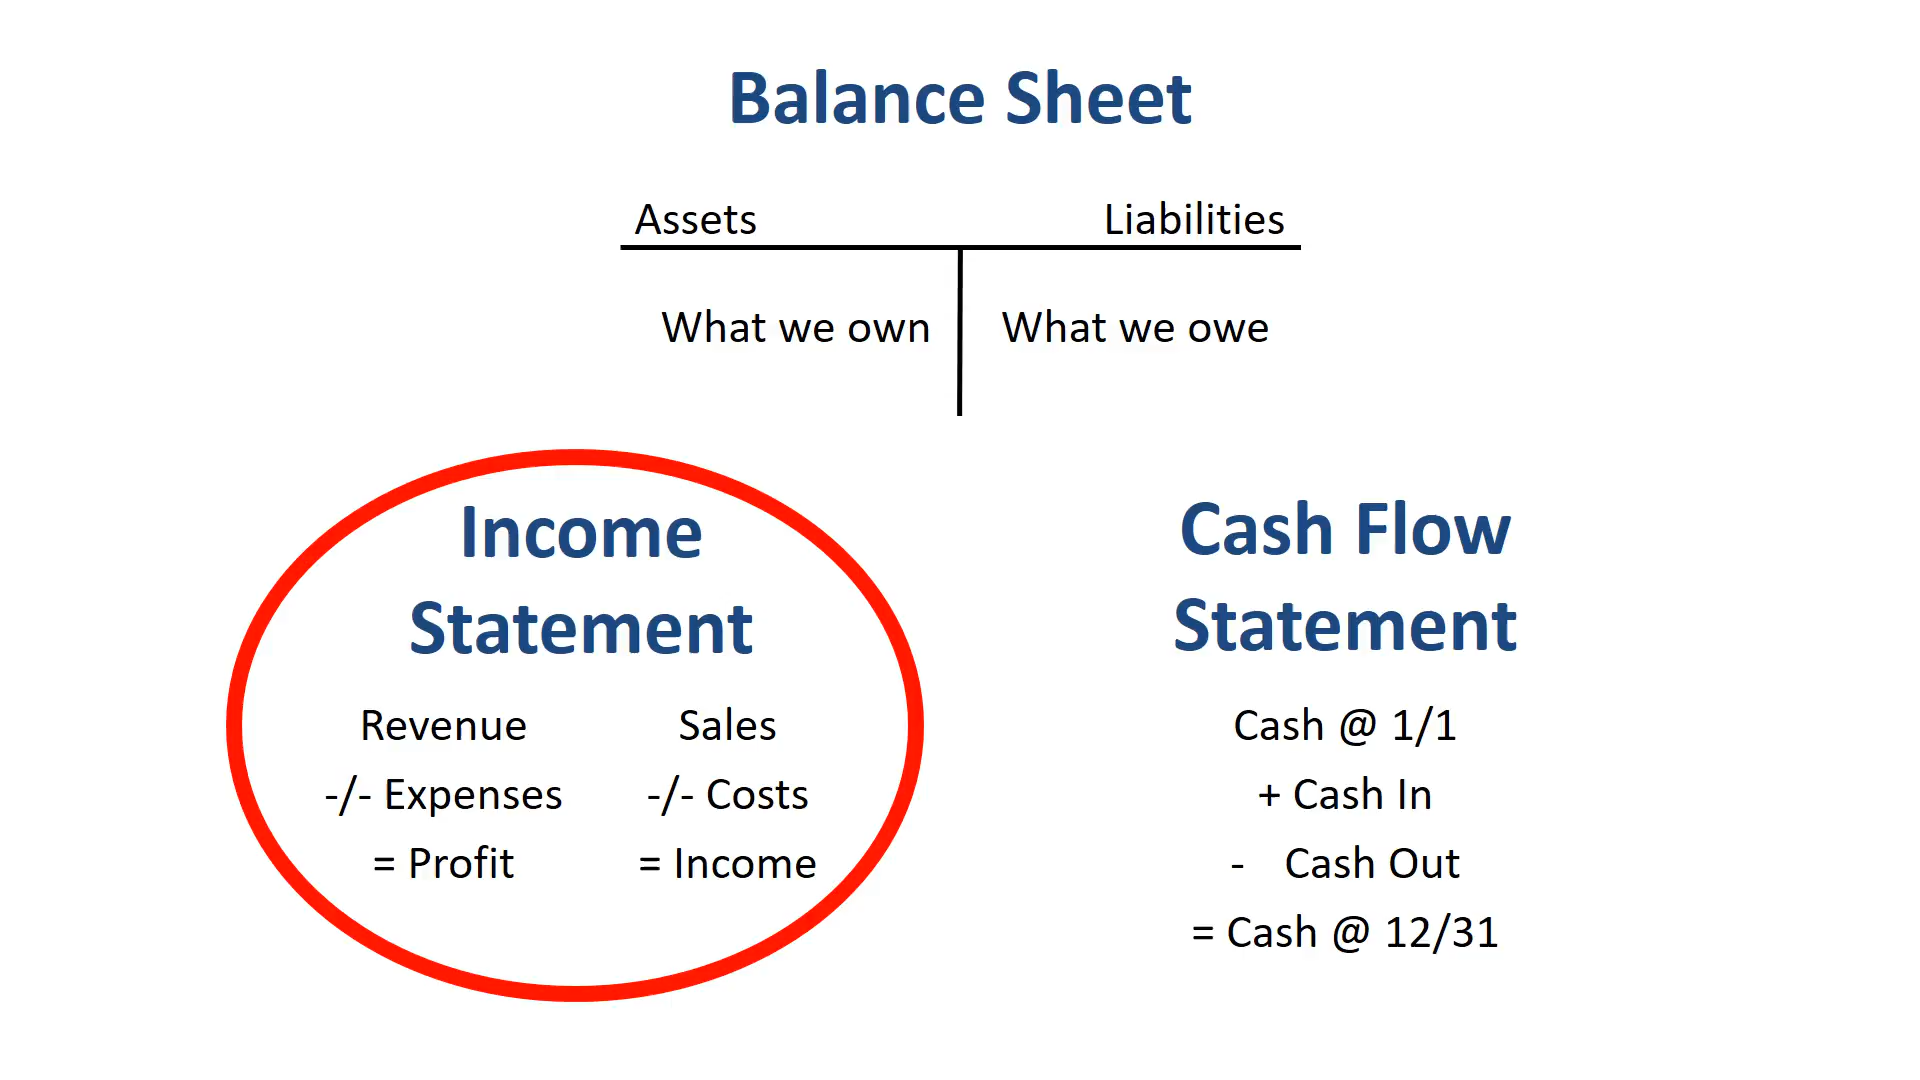 Balance Sheet
Assets Liabilities
What we own What we owe
Income
Statement
Revenue Sales
-/- Expenses -/- Costs
= Profit = Income
Cash Flow
Statement
Cash @ 1/1
+ Cash In
- Cash Out
= Cash @ 12/31